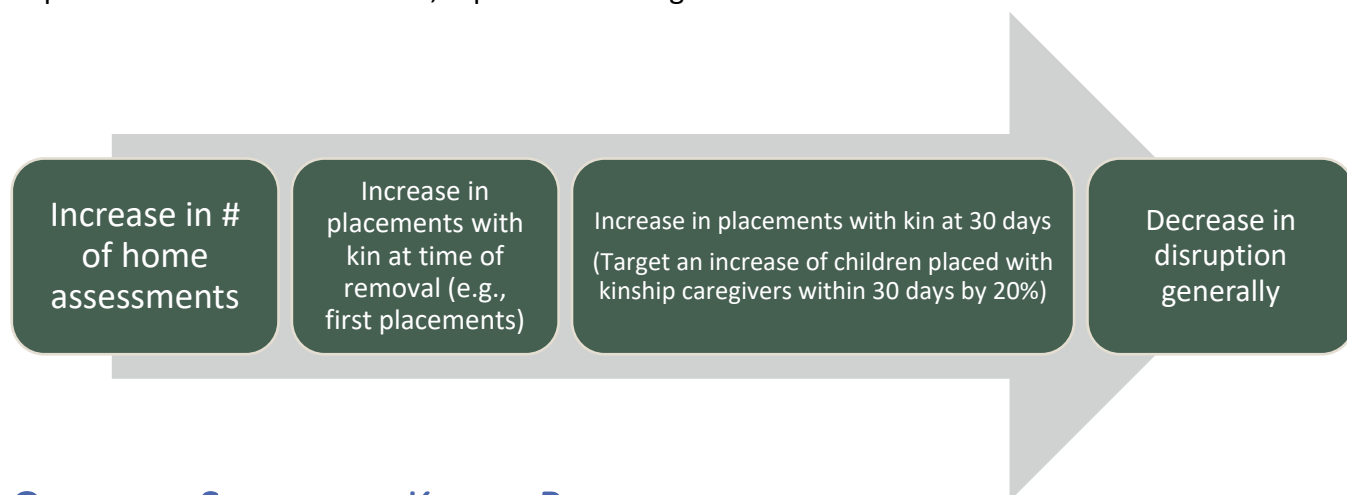 Increase in #
of home
assessments
Increase in
placements with
kin at time of
removal (e.g.,
first placements)
Increase in placements with kin at 30 days
(Target an increase of children placed with
kinship caregivers within 30 days by 20%)
Decrease in
disruption
generally